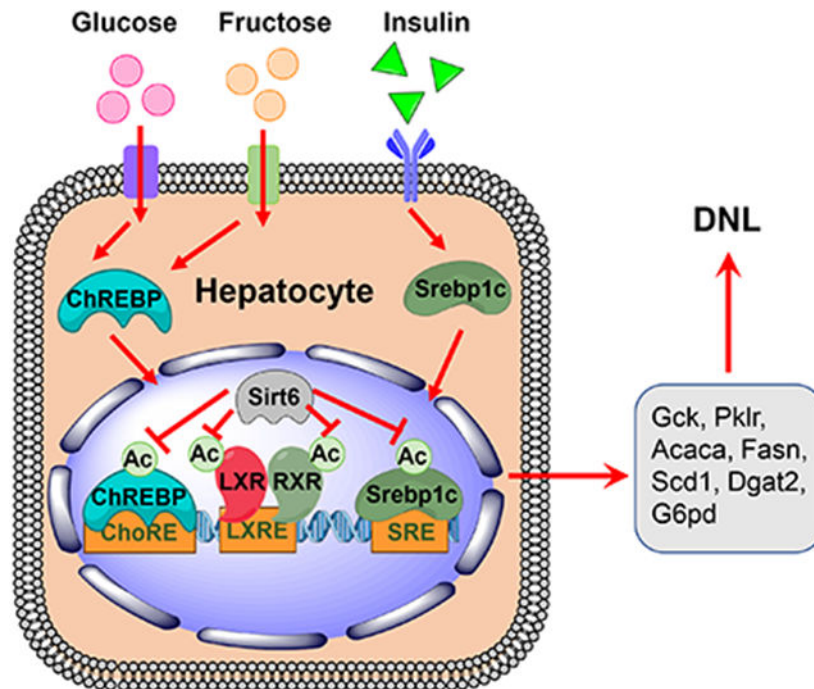 Glucose
Fructose
Insulin
ChREBP
Hepatocyte
Srebp1c
Sirt6
Ac
Ac
Ac
Ac
ChREBP
LXR
RXR
Srebp1c
ChoRE
LXRE
SRE
DNL
Gck, Pklr,
Acaca, Fasn,
Scd1, Dgat2,
G6pd